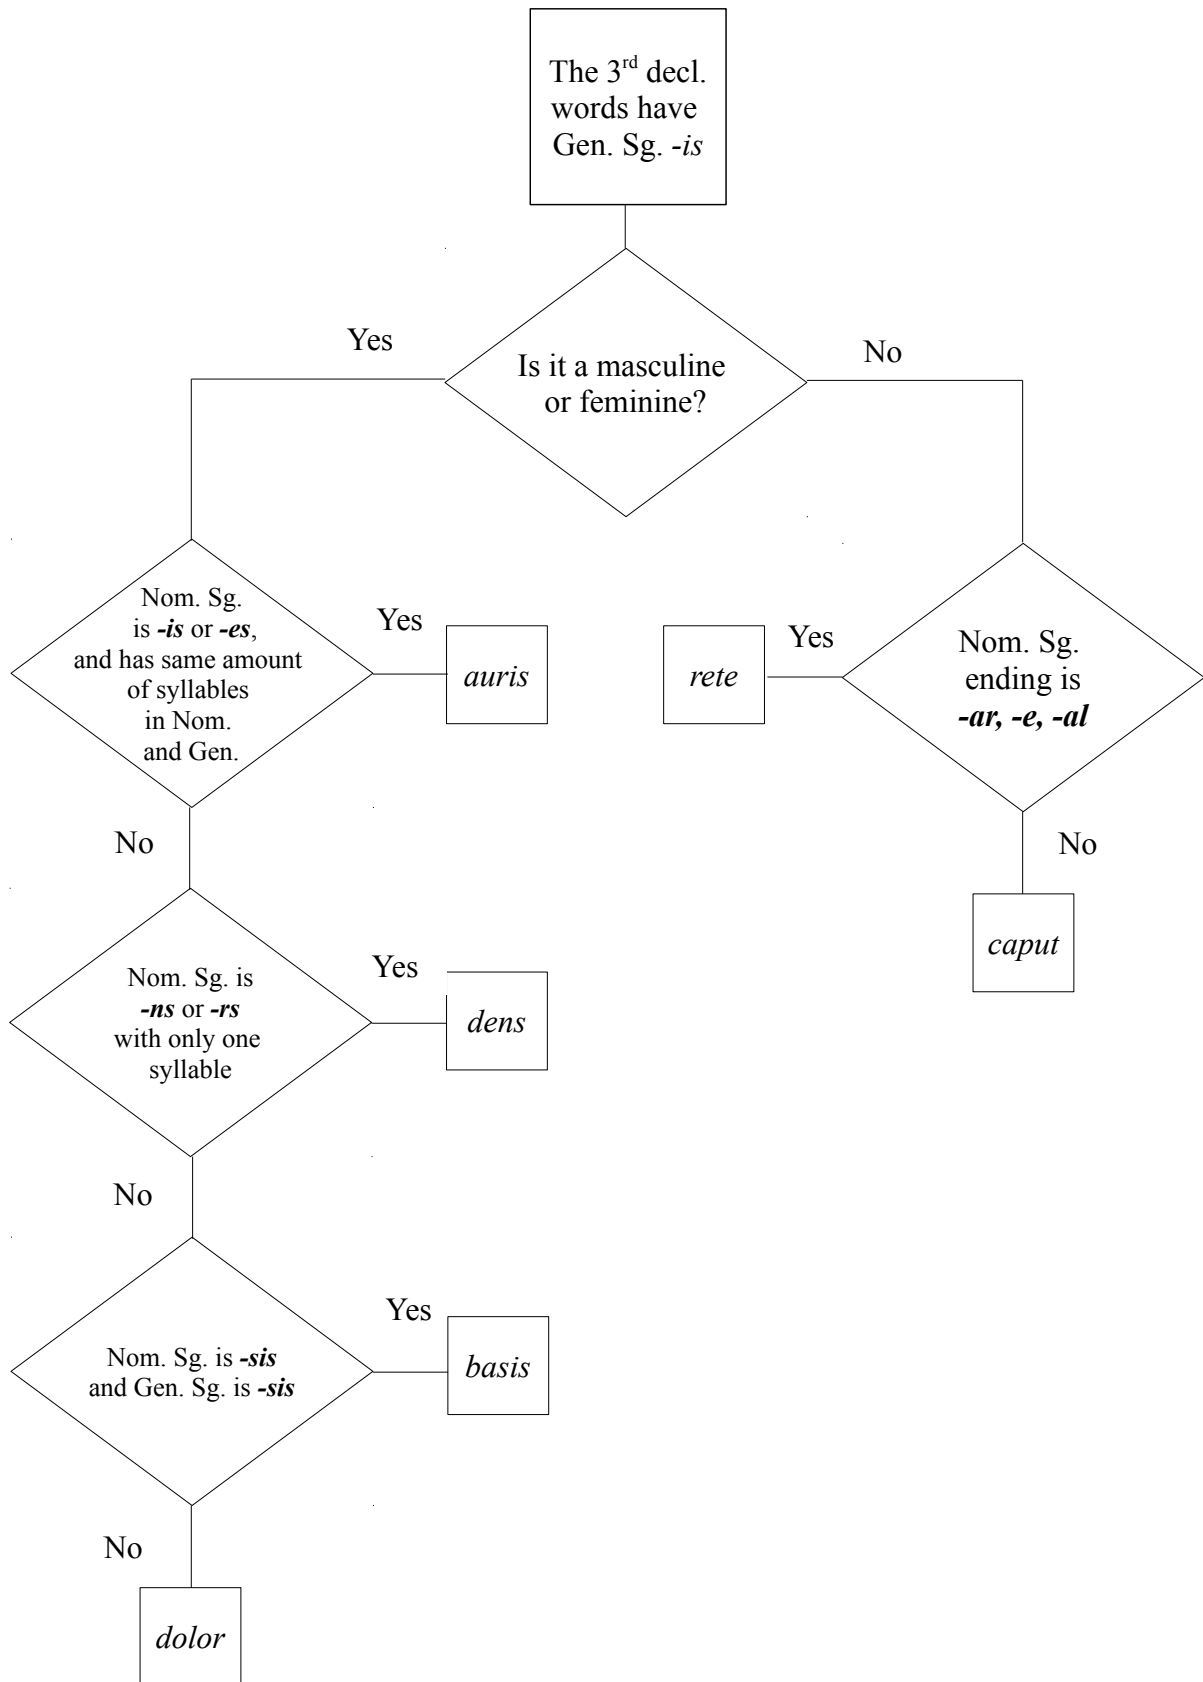 The 3rd decl.
words have
Gen. Sg. -is
Yes
No
Is it a masculine
or feminine?
Nom. Sg.
is -is or -es,
and has same amount
of syllables
in Nom.
and Gen.
Yes
auris
rete
Yes
Nom. Sg.
ending is
-ar, -e, -al
No
No
caput
Nom. Sg. is
-ns or -rs
with only one
syllable
Yes
dens
No
Nom. Sg. is -sis
and Gen. Sg. is -sis
Yes
basis
No
dolor